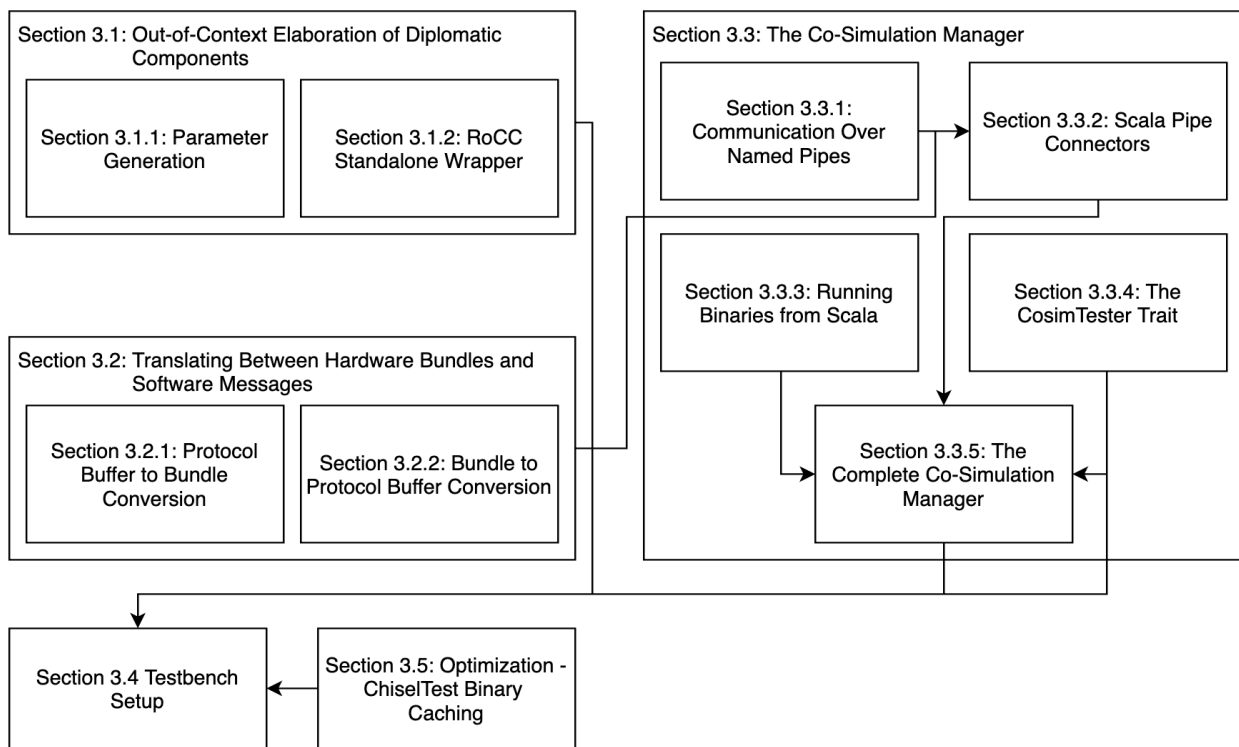 Section 3.1: Out-of-Context Elaboration of Diplomatic
Components
Section 3.1.1: Parameter
Generation
Section 3.1.2: RoCC
Standalone Wrapper
Section 3.2: Translating Between Hardware Bundles and
Software Messages
Section 3.2.1: Protocol
Buffer to Bundle
Conversion
Section 3.2.2: Bundle to
Protocol Buffer Conversion
Section 3.3: The Co-Simulation Manager
Section 3.3.1:
Communication Over
Named Pipes
Section 3.3.2: Scala Pipe
Connectors
Section 3.3.3: Running
Binaries from Scala
Section 3.3.4: The
CosimTester Trait
Section 3.3.5: The
Complete Co-Simulation
Manager
Section 3.4 Testbench
Setup
Section 3.5: Optimization -
ChiselTest Binary
Caching